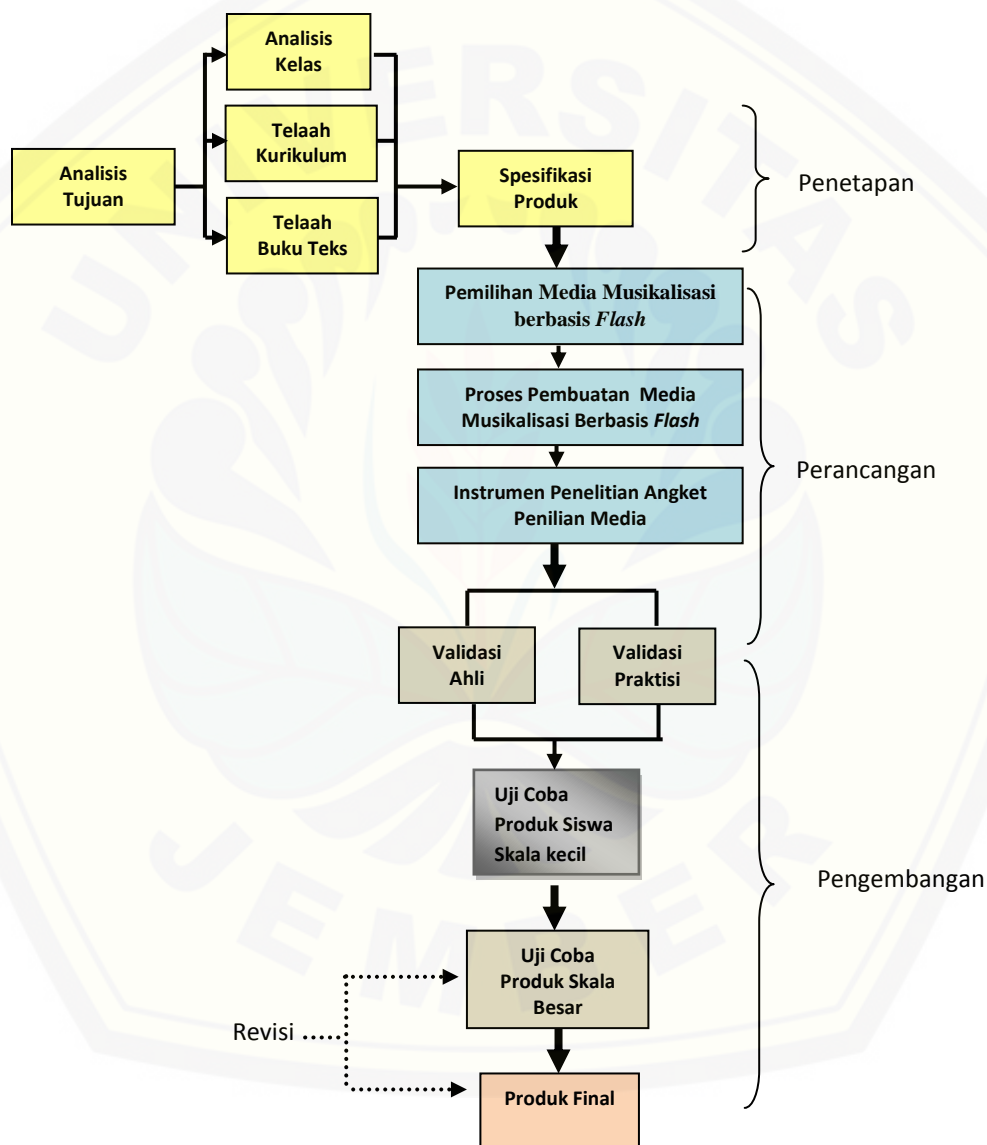 Analisis
Kelas
Telaah
Kurikulum
Analisis
Tujuan
Telaah
Buku Teks
Spesifikasi
Produk
Penetapan
Pemilihan Media Musikalisasi
berbasis Flash
Proses Pembuatan Media
Musikalisasi Berbasis Flash
Instrumen Penelitian Angket
Penilian Media
Perancangan
Validasi
Ahli
Validasi
Praktisi
Uji Coba
Produk Siswa
Skala kecil
Pengembangan
Uji Coba
Produk Skala
Besar
Revisi
Produk Final
UNIVERSITAS
JEMBER